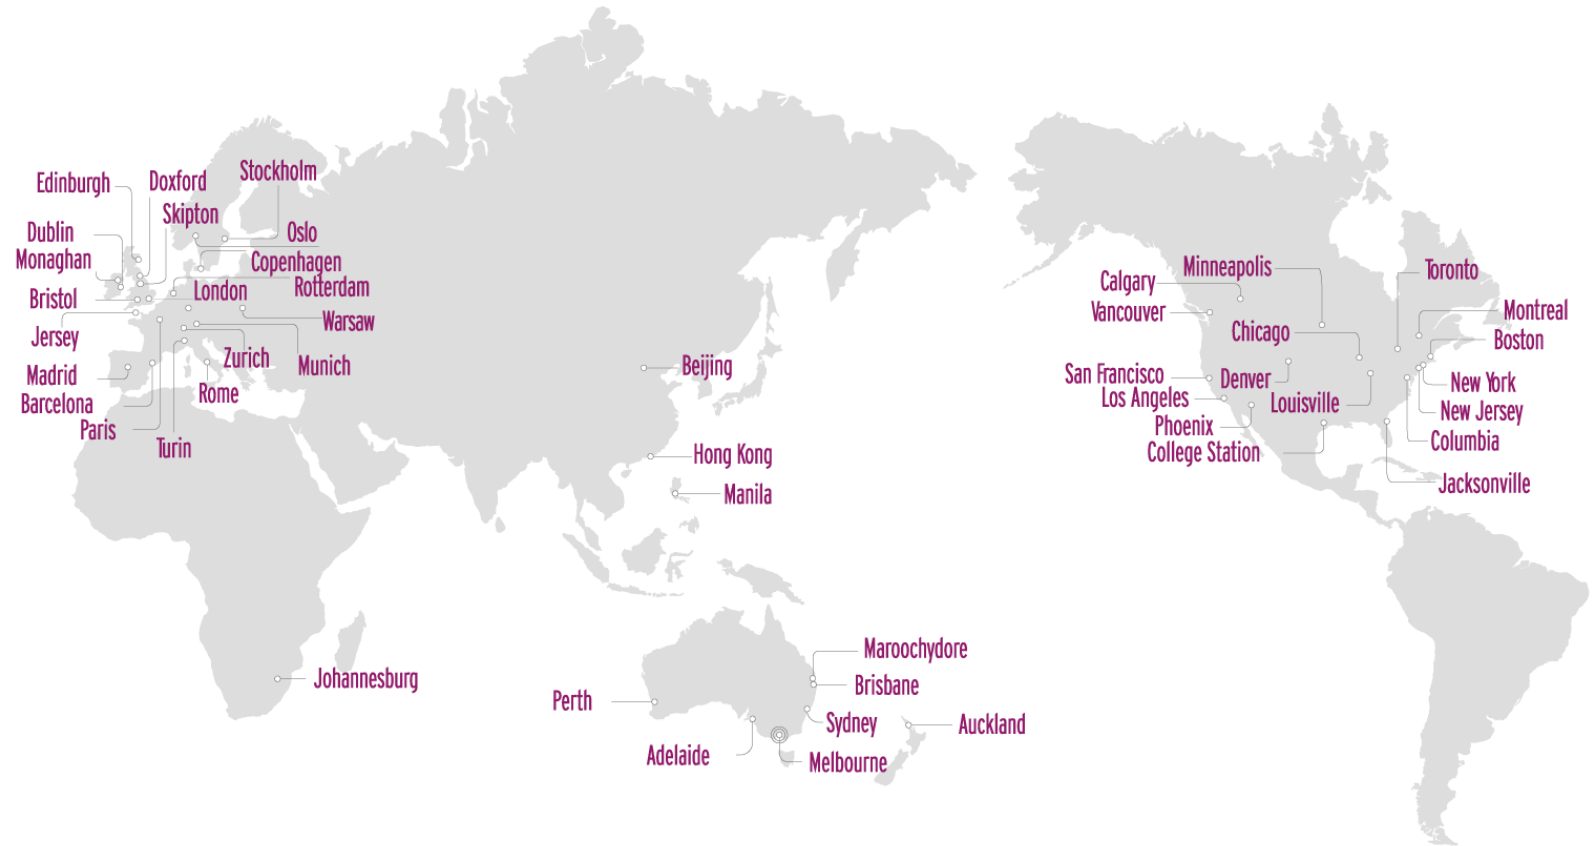 Edinburgh
Doxford
Stockholm
Skipton
Dublin
Oslo
Monaghan
Copenhagen
Rotterdam
London
Bristol
Warsaw
Jersey
Zurich
Munich
Madrid
Rome
Barcelona
Paris
Turin
Beijing
Hong Kong
Manila
Johannesburg
Maroochydore
Brisbane
Perth
Sydney
Auckland
Adelaide
Melbourne
Minneapolis
Toronto
Calgary
Vancouver
Montreal
Chicago
Boston
San Francisco
Denver
New York
Los Angeles
Louisville
New Jersey
Phoenix
Columbia
College Station
Jacksonville